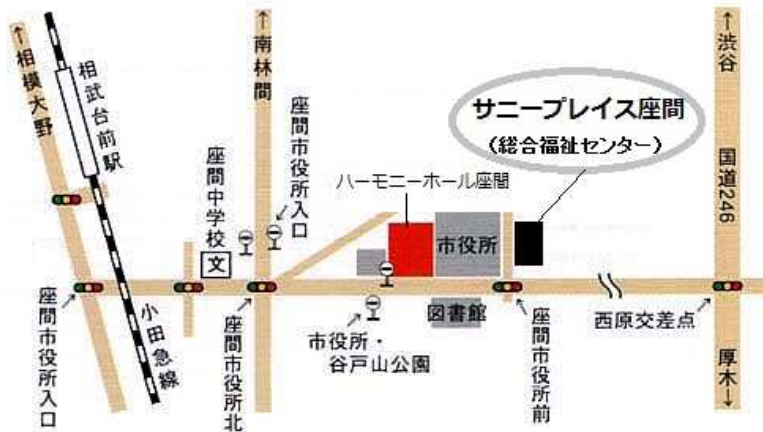 ←相模大野
相武台前駅
小田急線
座間市役所入口
座間中学校
文
←南林間
座間市役所入口
座間市役所北
ハーモニーホール座間
市役所
図書館
市役所・
谷戸山公園
座間市役所前
サニープレイス座間
(総合福祉センター)
←渋谷
国道246
西原交差点
厚木→